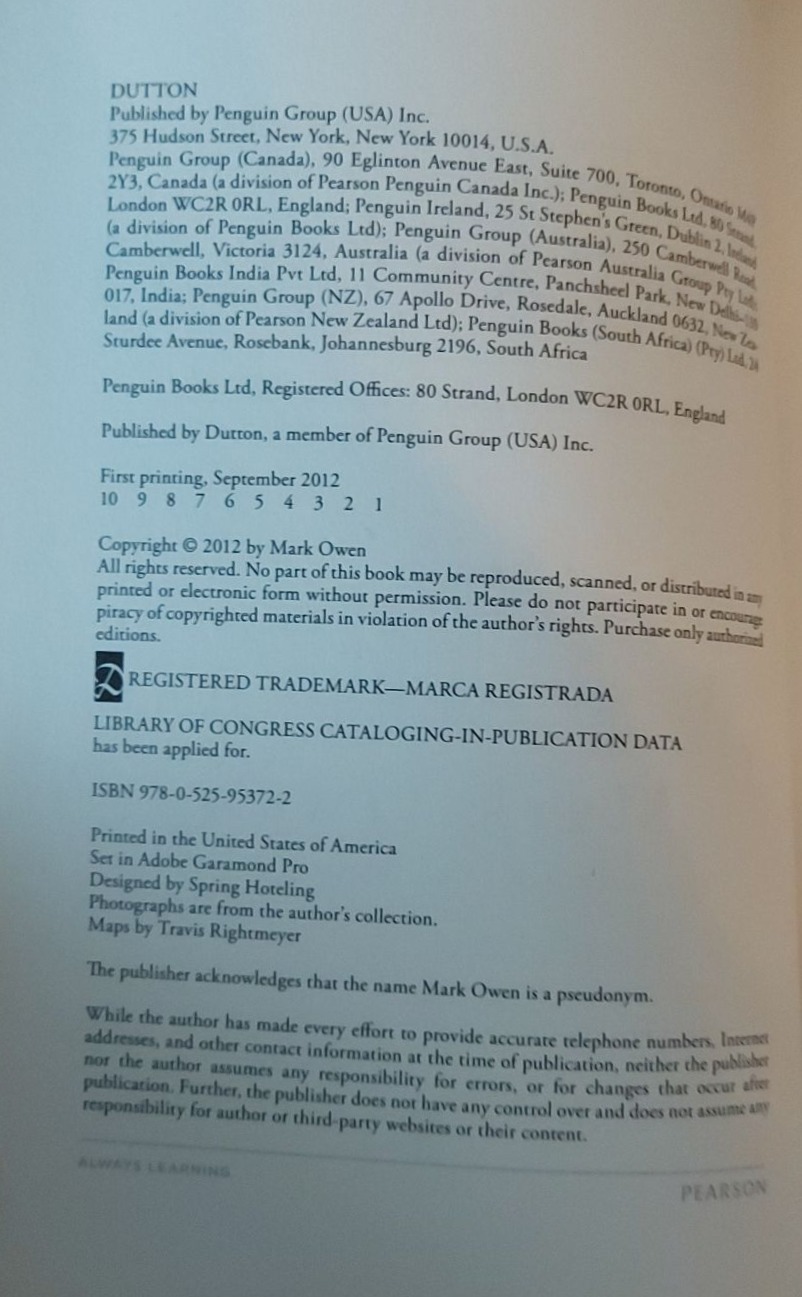 DUTTON
Published by Penguin Group (USA) Inc.
375 Hudson Street, New York, New York 10014, U.S.A.
Penguin Group (Canada), 90 Eglinton Avenue East, Suite 700, Toronto, Ontario
2Y3, Canada (a division of Pearson Penguin Canada Inc.); Penguin Books Ltd, 80 Strand,
London WC2R 0RL, England; Penguin Ireland, 25 St Stephen's Green, Dublin 2, Ireland
(a division of Penguin Books Ltd); Penguin Group (Australia), 250 Camberwell Road,
Camberwell, Victoria 3124, Australia (a division of Pearson Australia Group Pty Ltd);
Penguin Books India Pvt Ltd, 11 Community Centre, Panchsheel Park, New Delhi—110
017, India; Penguin Group (NZ), 67 Apollo Drive, Rosedale, Auckland 0632, New Zea-
land (a division of Pearson New Zealand Ltd); Penguin Books (South Africa) (Pty) Ltd, 24
Sturdee Avenue, Rosebank, Johannesburg 2196, South Africa
Penguin Books Ltd, Registered Offices: 80 Strand, London WC2R 0RL, England
Published by Dutton, a member of Penguin Group (USA) Inc.
First printing, September 2012
10 9 8 7 6 5 4 3 2 1
Copyright © 2012 by Mark Owen
All rights reserved. No part of this book may be reproduced, scanned, or distributed in any
printed or electronic form without permission. Please do not participate in or encourage
piracy of copyrighted materials in violation of the author's rights. Purchase only authorized
editions.
REGISTERED TRADEMARK—MARCA REGISTRADA
LIBRARY OF CONGRESS CATALOGING-IN-PUBLICATION DATA
has been applied for.
ISBN 978-0-525-95372-2
Printed in the United States of America
Set in Adobe Garamond Pro
Designed by Spring Hoteling
Photographs are from the author's collection.
Maps by Travis Rightmeyer
The publisher acknowledges that the name Mark Owen is a pseudonym.
While the author has made every effort to provide accurate telephone numbers, Internet
addresses, and other contact information at the time of publication, neither the publisher
nor the author assumes any responsibility for errors, or for changes that occur after
publication. Further, the publisher does not have any control over and does not assume any
responsibility for author or third-party websites or their content.
ALWAYS LEARNING
PEARSON